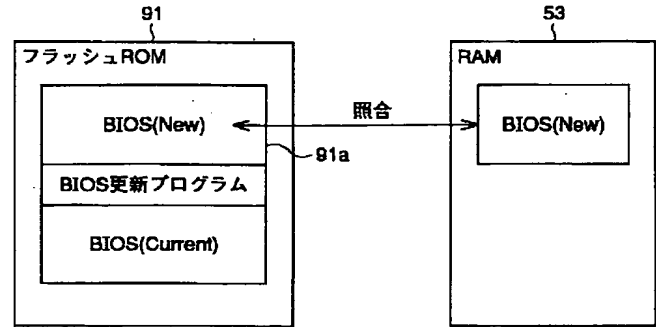 91
53
フラッシュROM
RAM
BIOS(New)
照合
BIOS(New)
91a
BIOS更新プログラム
BIOS(Current)